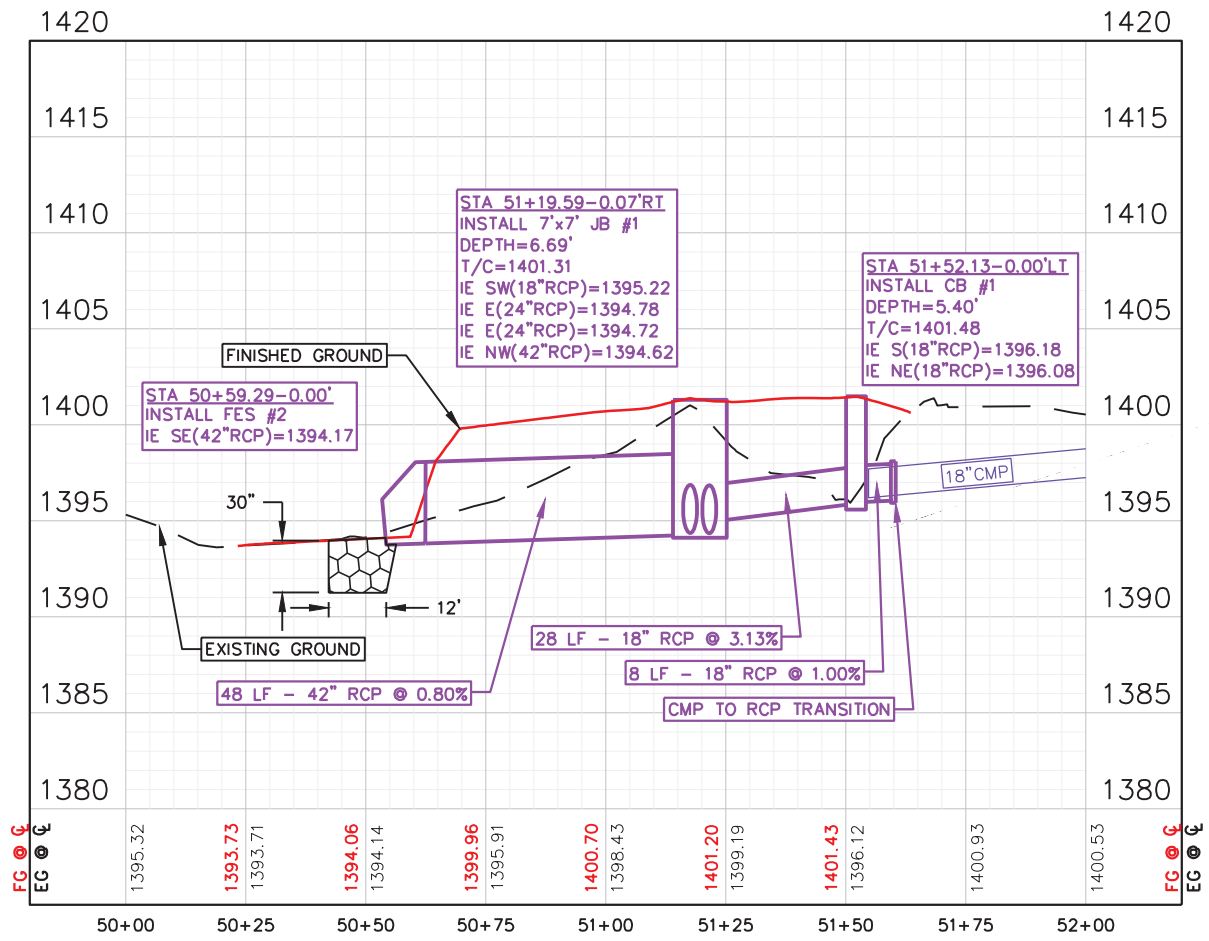 1420
1420
1415
1415
1410
1410
1405
1405
1400
1400
1395
1395
1390
1390
1385
1385
1380
1380
STA 51+19.59-0.07'RT
INSTALL 7'x7' JB #1
DEPTH=6.69'
T/C=1401.31
IE SW(18"RCP)=1395.22
IE E(24"RCP)=1394.78
IE E(24"RCP)=1394.72
IE NW(42"RCP)=1394.62
STA 51+52.13-0.00'LT
INSTALL CB #1
DEPTH=5.40'
T/C=1401.48
IE S(18"RCP)=1396.18
IE NE(18"RCP)=1396.08
FINISHED GROUND
STA 50+59.29-0.00'
INSTALL FES #2
IE SE(42"RCP)=1394.17
18"CMP
30"
12'
EXISTING GROUND
28 LF - 18" RCP @ 3.13%
8 LF - 18" RCP @ 1.00%
48 LF - 42" RCP @ 0.80%
CMP TO RCP TRANSITION
FG @ ℄
EG @ ℄
1395.32
1393.73
1393.71
1394.06
1394.14
1399.96
1395.91
1400.70
1398.43
1401.20
1399.19
1401.43
1396.12
1400.93
1400.53
FG @ ℄
EG @ ℄
50+00
50+25
50+50
50+75
51+00
51+25
51+50
51+75
52+00